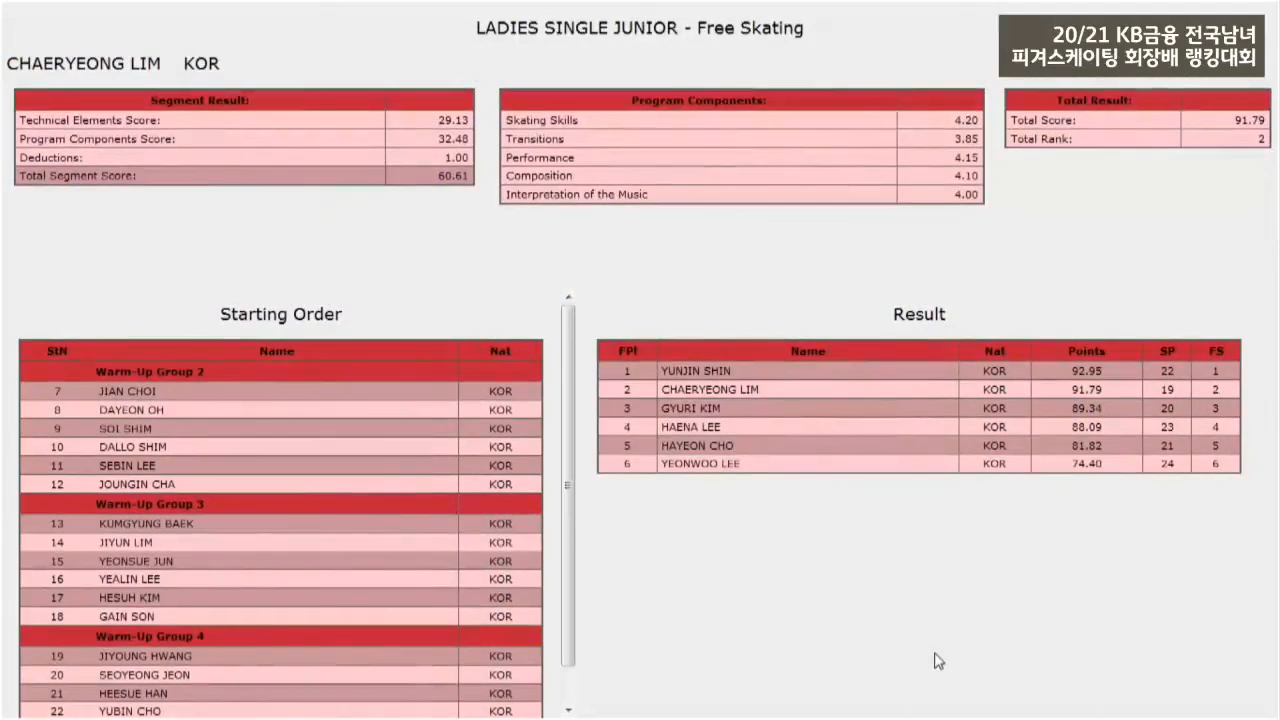 LADIES SINGLE JUNIOR - Free Skating
20/21 KB금융 전국남녀
피겨스케이팅 회장배 랭킹대회
CHAERYEONG LIM KOR
Segment Result:
Technical Elements Score: 29.13
Program Components Score: 32.48
Deductions: 1.00
Total Segment Score: 60.61
Program Components:
Skating Skills 4.20
Transitions 3.85
Performance 4.15
Composition 4.10
Interpretation of the Music 4.00
Total Result:
Total Score: 91.79
Total Rank: 2
Starting Order
StN Name Nat
Warm-Up Group 2
7 JIAN CHOI KOR
8 DAYEON OH KOR
9 SOI SHIM KOR
10 DALLO SHIM KOR
11 SEBIN LEE KOR
12 JOUNGIN CHA KOR
Warm-Up Group 3
13 KUMGYUNG BAEK KOR
14 JIYUN LIM KOR
15 YEONSUE JUN KOR
16 YEALIN LEE KOR
17 HESUH KIM KOR
18 GAIN SON KOR
Warm-Up Group 4
19 JIYOUNG HWANG KOR
20 SEOYEONG JEON KOR
21 HEESUE HAN KOR
22 YUBIN CHO KOR
Result
FPl Name Nat Points SP FS
1 YUNJIN SHIN KOR 92.95 22 1
2 CHAERYEONG LIM KOR 91.79 19 2
3 GYURI KIM KOR 89.34 20 3
4 HAENA LEE KOR 88.09 23 4
5 HAYEON CHO KOR 81.82 21 5
6 YEONWOO LEE KOR 74.40 24 6